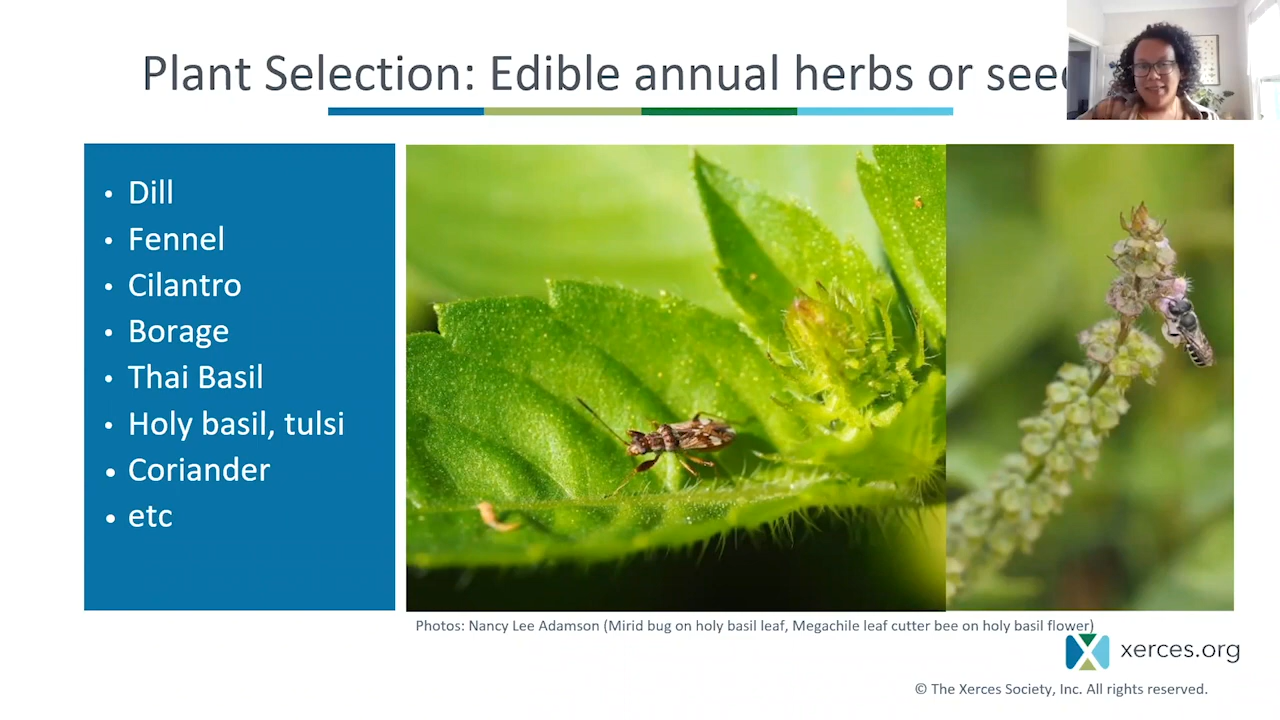 Plant Selection: Edible annual herbs or
• Dill
• Fennel
• Cilantro
• Borage
• Thai Basil
• Holy basil, tulsi
• Coriander
• etc
Photos: Nancy Lee Adamson (Mirid bug on holy basil leaf, Megachile leaf cutter bee on holy basil flower)
xerces.org
© The Xerces Society, Inc. All rights reserved.